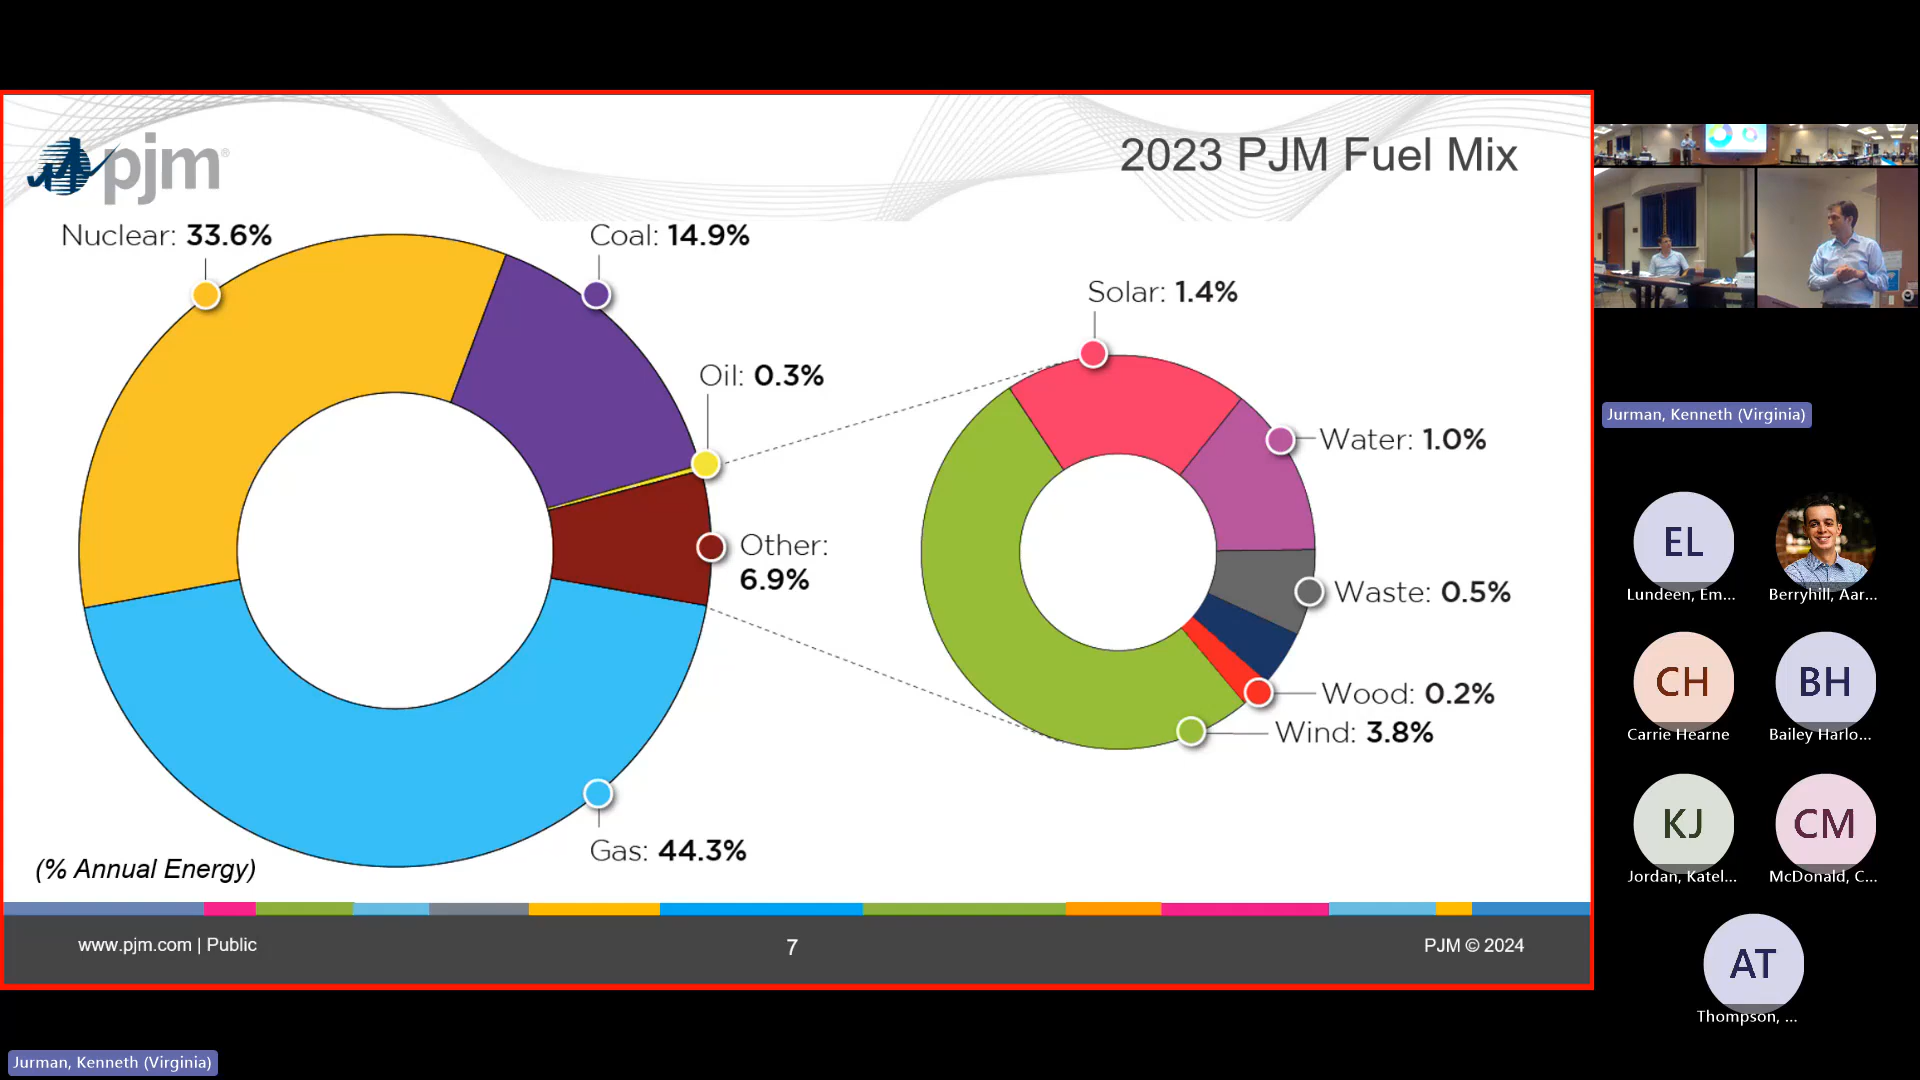 pjm®
2023 PJM Fuel Mix
Nuclear: 33.6%
Coal: 14.9%
Oil: 0.3%
Other:
6.9%
Gas: 44.3%
Solar: 1.4%
Water: 1.0%
Waste: 0.5%
Wood: 0.2%
Wind: 3.8%
(% Annual Energy)
www.pjm.com | Public
7
PJM © 2024
Jurman, Kenneth (Virginia)
EL
Lundeen, Em...
Berryhill, Aar...
CH
Carrie Hearne
BH
Bailey Harlo...
KJ
Jordan, Katel...
CM
McDonald, C...
AT
Thompson, ...
Jurman, Kenneth (Virginia)